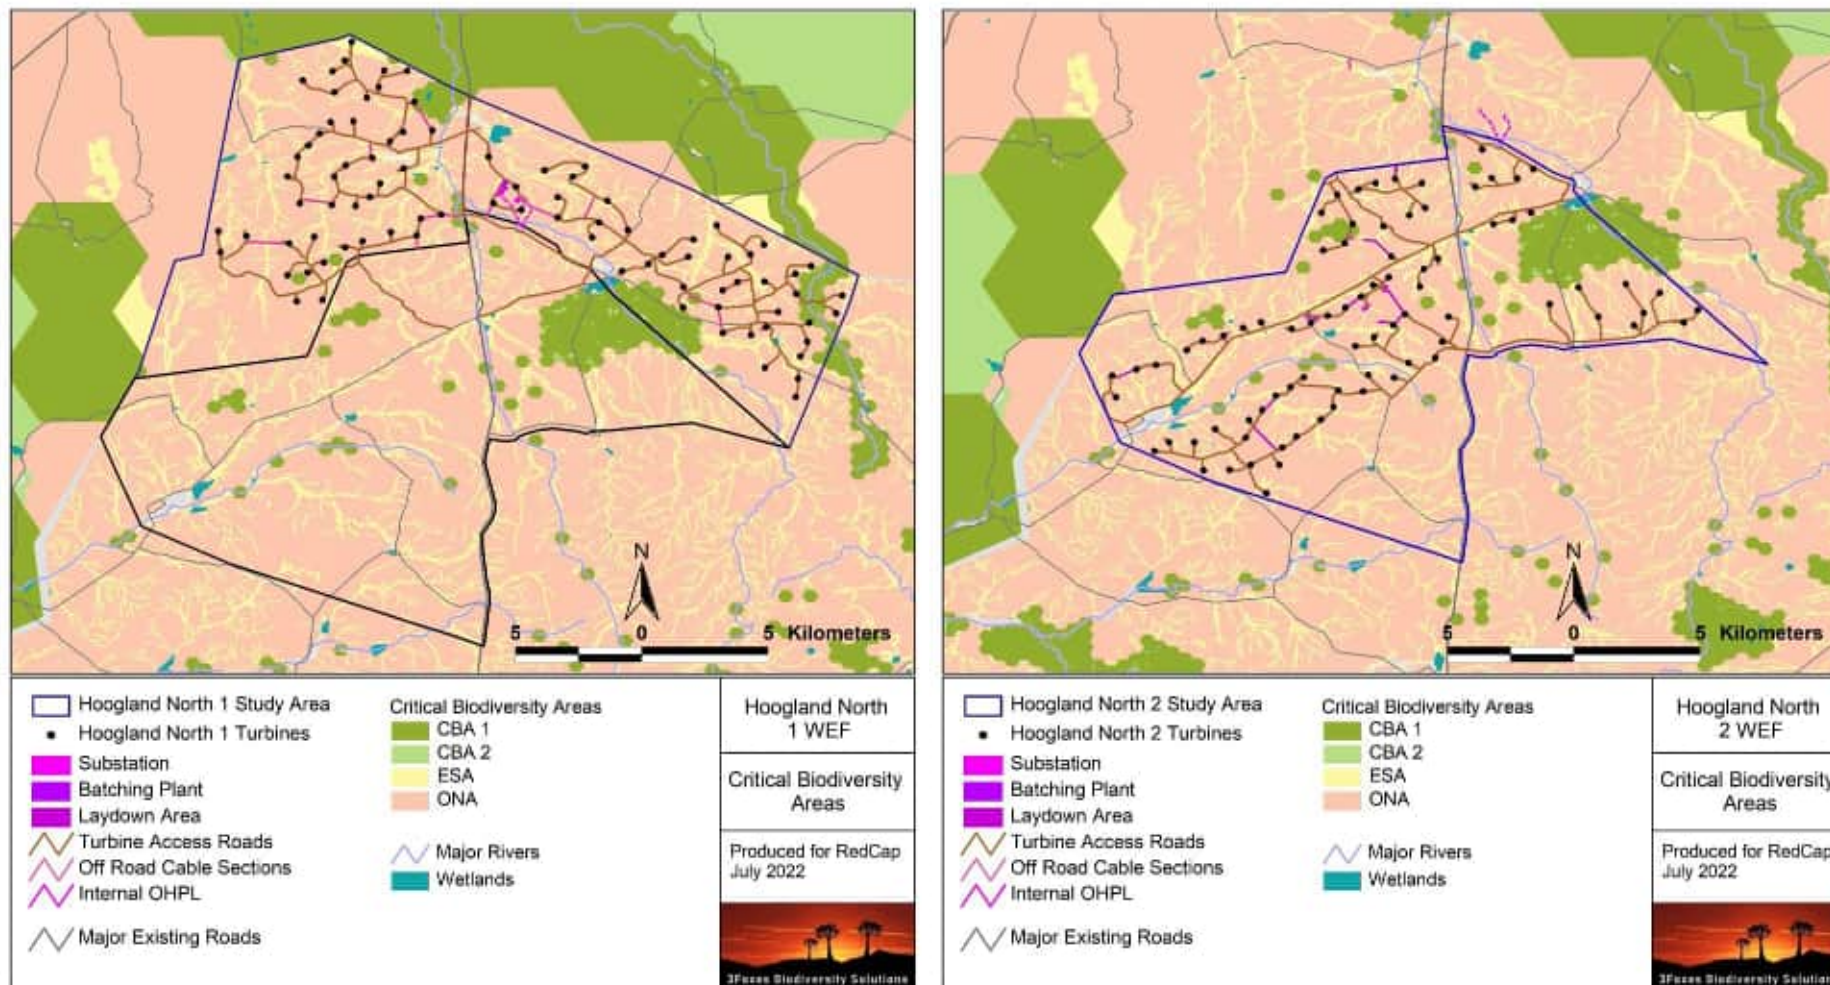 N
5 0 5 Kilometers
Hoogland North 1 Study Area
Hoogland North 1 Turbines
Substation
Batching Plant
Laydown Area
Turbine Access Roads
Off Road Cable Sections
Internal OHPL
Major Existing Roads
Critical Biodiversity Areas
CBA 1
CBA 2
ESA
ONA
Major Rivers
Wetlands
Hoogland North
1 WEF
Critical Biodiversity
Areas
Produced for RedCap
July 2022
3Foxes Biodiversity Solutions
N
5 0 5 Kilometers
Hoogland North 2 Study Area
Hoogland North 2 Turbines
Substation
Batching Plant
Laydown Area
Turbine Access Roads
Off Road Cable Sections
Internal OHPL
Major Existing Roads
Critical Biodiversity Areas
CBA 1
CBA 2
ESA
ONA
Major Rivers
Wetlands
Hoogland North
2 WEF
Critical Biodiversity
Areas
Produced for RedCap
July 2022
3Foxes Biodiversity Solutions